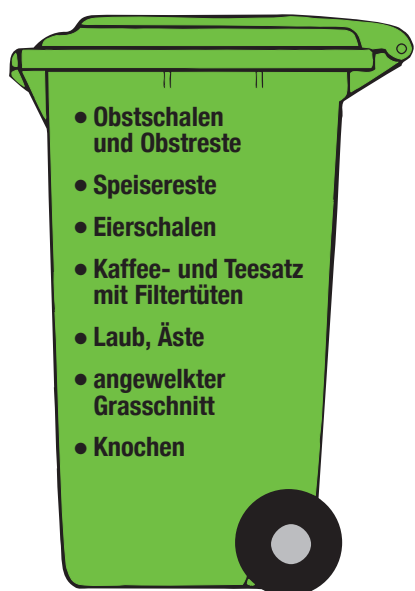 • Obstschalen
und Obstreste
• Speisereste
• Eierschalen
• Kaffee- und Teesatz
mit Filtertüten
• Laub, Äste
• angewelkter
Grasschnitt
• Knochen